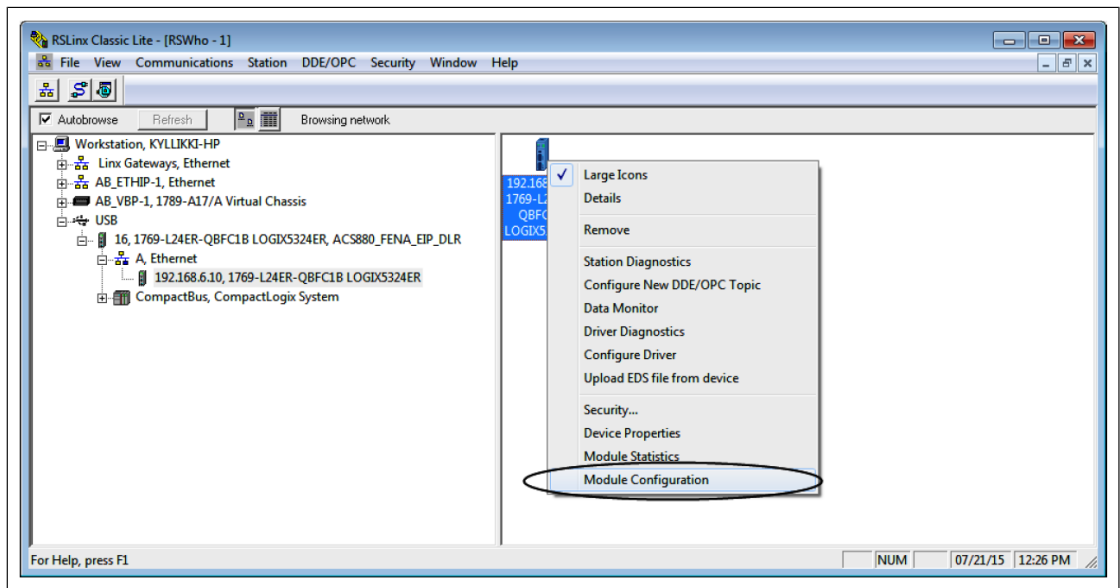 RSLinx Classic Lite - [RSWho - 1]
File View Communications Station DDE/OPC Security Window Help
Autobrowse Refresh Browsing network
Workstation, KYLLIKKI-HP
Linx Gateways, Ethernet
AB_ETHIP-1, Ethernet
AB_VBP-1, 1789-A17/A Virtual Chassis
USB
16, 1769-L24ER-QBFC1B LOGIX5324ER, ACS880_FENA_EIP_DLR
A, Ethernet
192.168.6.10, 1769-L24ER-QBFC1B LOGIX5324ER
CompactBus, CompactLogix System
192.168
1769-L2
QBFC
LOGIX5
Large Icons
Details
Remove
Station Diagnostics
Configure New DDE/OPC Topic
Data Monitor
Driver Diagnostics
Configure Driver
Upload EDS file from device
Security...
Device Properties
Module Statistics
Module Configuration
For Help, press F1 NUM 07/21/15 12:26 PM